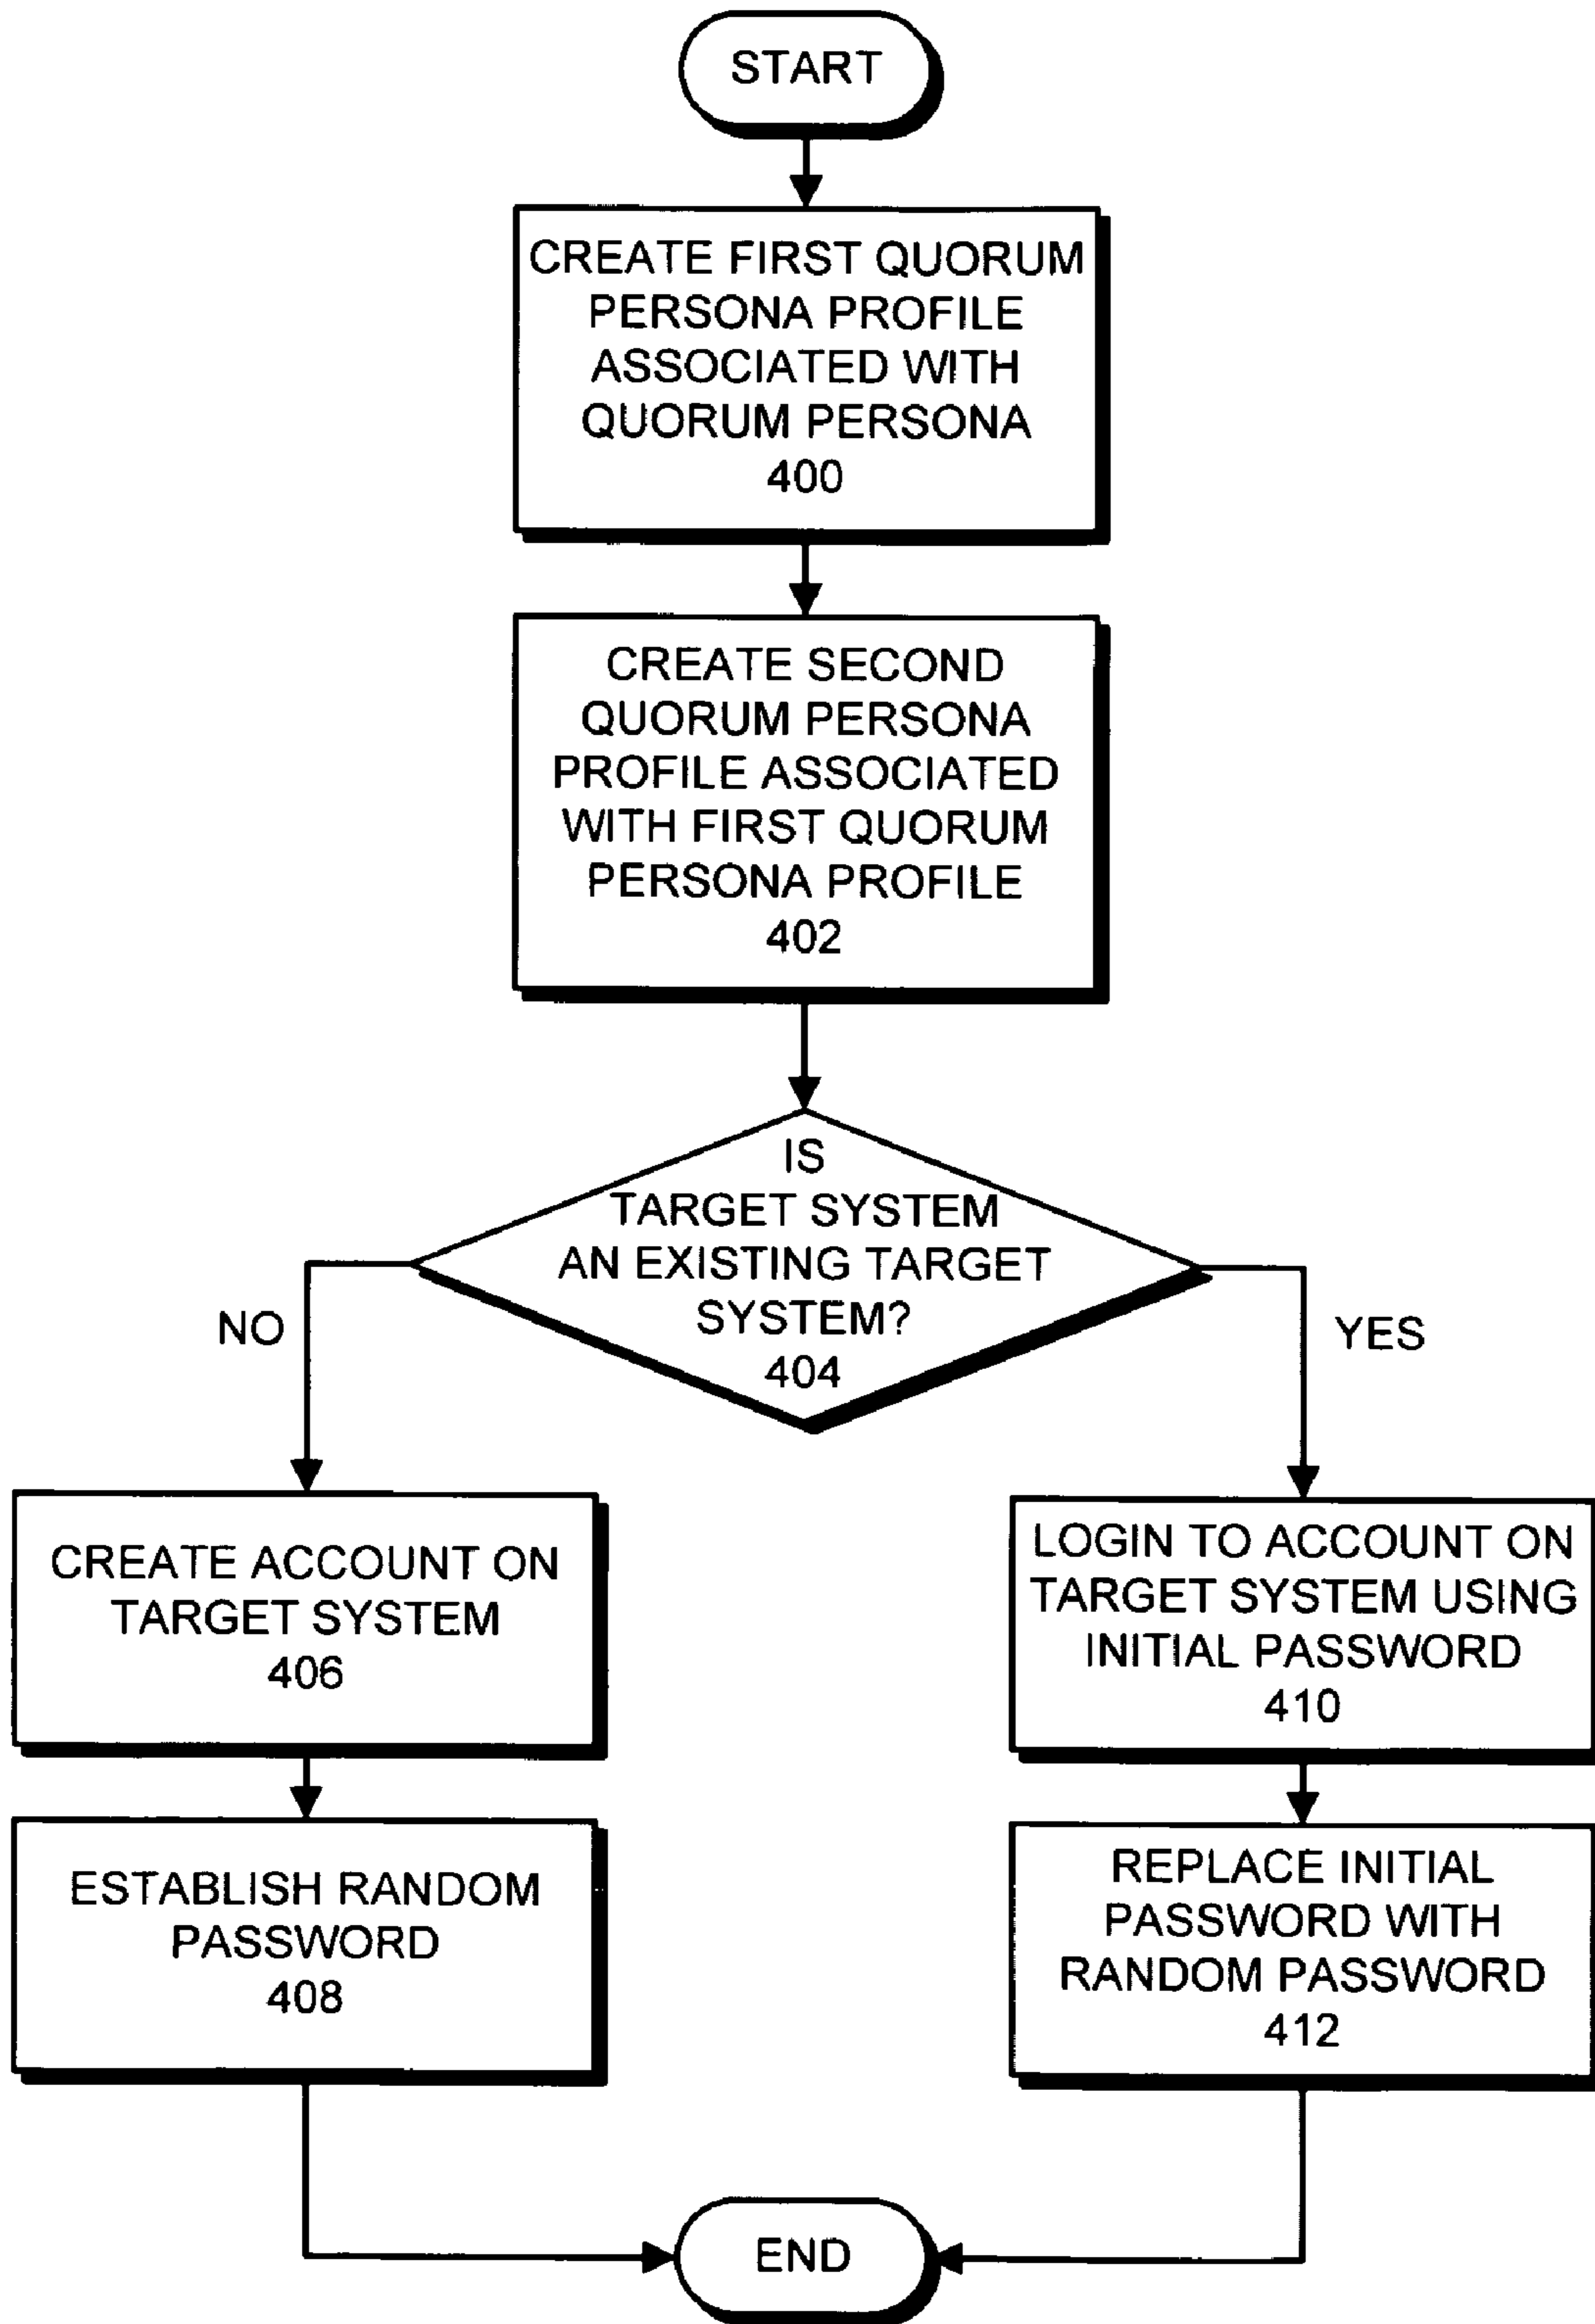 START
CREATE FIRST QUORUM
PERSONA PROFILE
ASSOCIATED WITH
QUORUM PERSONA
400
CREATE SECOND
QUORUM PERSONA
PROFILE ASSOCIATED
WITH FIRST QUORUM
PERSONA PROFILE
402
IS
TARGET SYSTEM
AN EXISTING TARGET
SYSTEM?
404
NO
YES
CREATE ACCOUNT ON
TARGET SYSTEM
406
LOGIN TO ACCOUNT ON
TARGET SYSTEM USING
INITIAL PASSWORD
410
ESTABLISH RANDOM
PASSWORD
408
REPLACE INITIAL
PASSWORD WITH
RANDOM PASSWORD
412
END